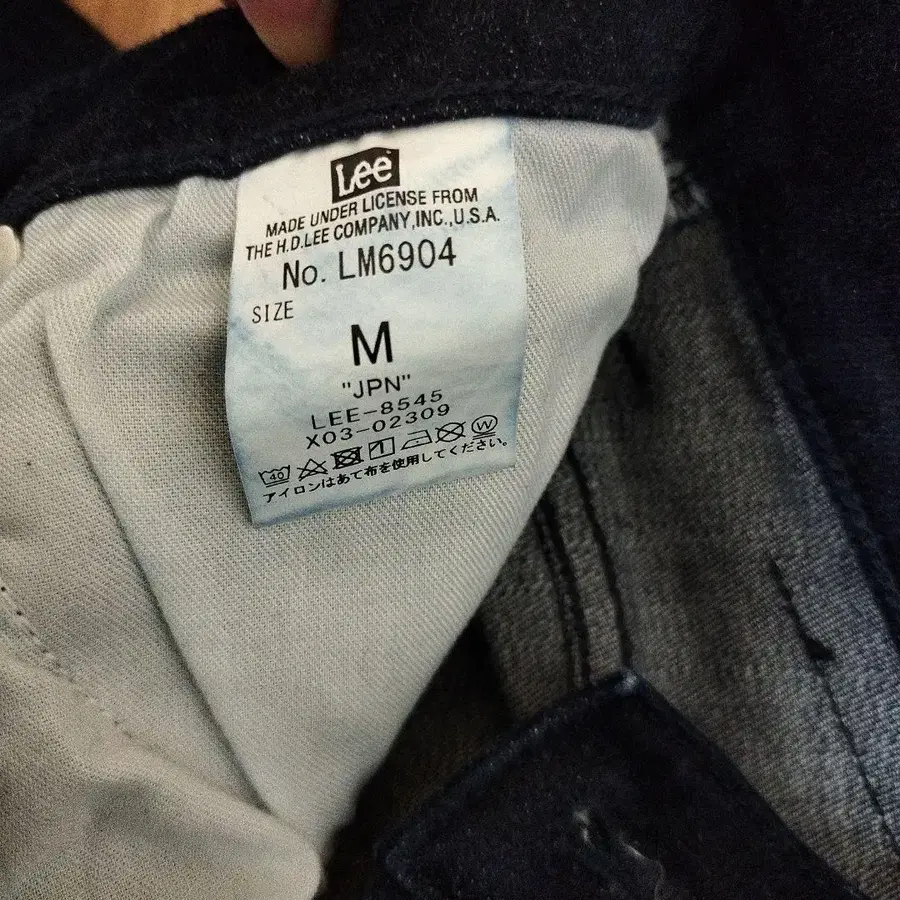 Lee
MADE UNDER LICENSE FROM
THE H.D.LEE COMPANY,INC.,U.S.A.
No. LM6904
SIZE
M
"JPN"
LEE-8545
X03-02309
40 1 W
アイロンはあて布を使用してください。